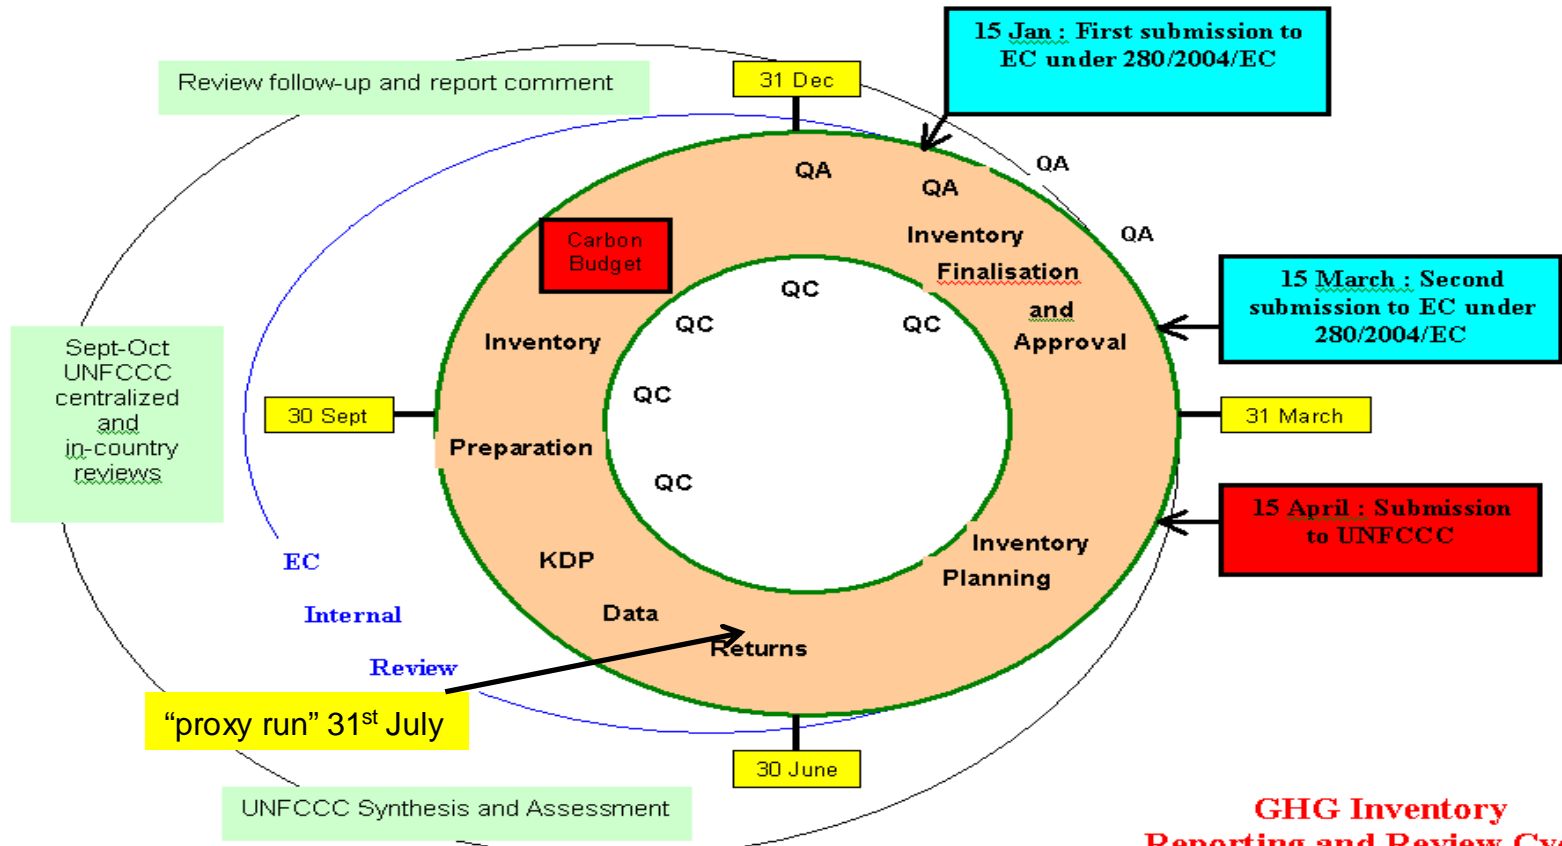 15 Jan : First submission to
EC under 280/2004/EC
Review follow-up and report comment
31 Dec
QA
QA
QA
QA
Carbon
Budget
Inventory
Finalisation
and
Approval
QC
QC
QC
QC
QC
Inventory
Preparation
15 March : Second
submission to EC under
280/2004/EC
Sept-Oct
UNFCCC
centralized
and
in-country
reviews
30 Sept
31 March
15 April : Submission
to UNFCCC
Inventory
Planning
KDP
Data
Returns
EC
Internal
Review
“proxy run” 31st July
30 June
UNFCCC Synthesis and Assessment
GHG Inventory
Reporting and Review